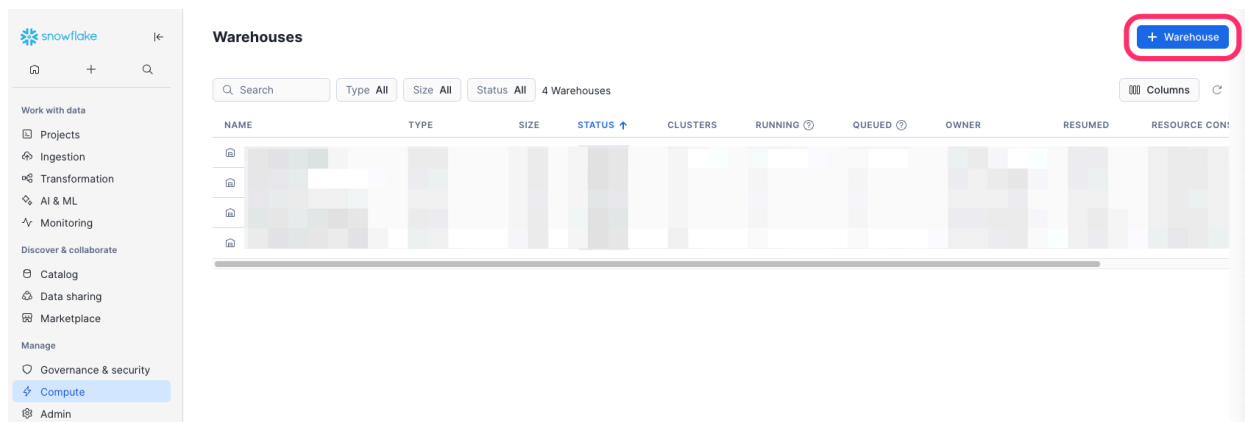 snowflake
Warehouses
+ Warehouse
Search
Type All
Size All
Status All
4 Warehouses
Columns
Work with data
Projects
Ingestion
Transformation
AI & ML
Monitoring
Discover & collaborate
Catalog
Data sharing
Marketplace
Manage
Governance & security
Compute
Admin
NAME TYPE SIZE STATUS ↑ CLUSTERS RUNNING ? QUEUED ? OWNER RESUMED RESOURCE CONS